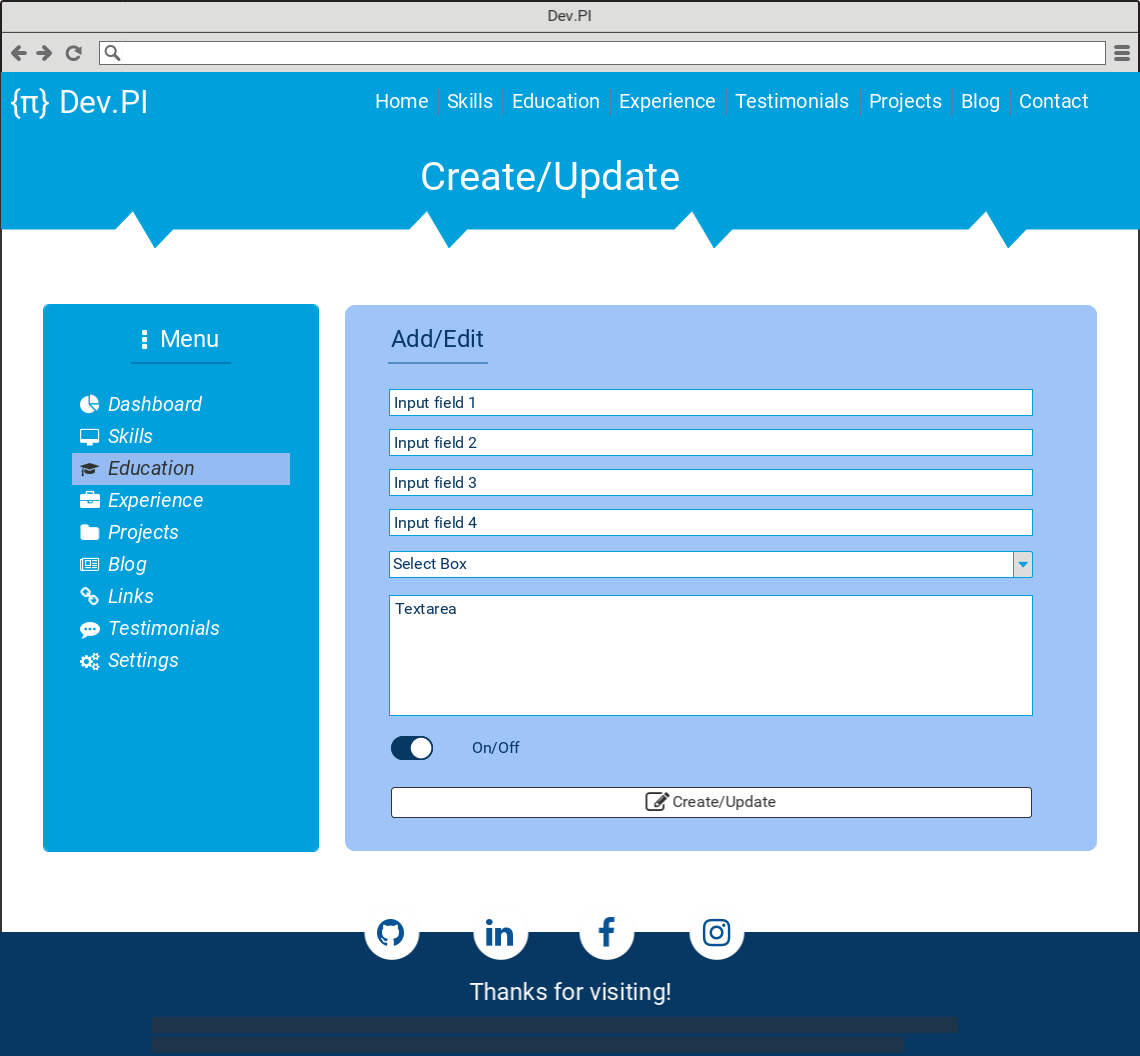 Dev.PI
{π} Dev.PI
Home Skills Education Experience Testimonials Projects Blog Contact
Create/Update
Menu
Dashboard
Skills
Education
Experience
Projects
Blog
Links
Testimonials
Settings
Add/Edit
Input field 1
Input field 2
Input field 3
Input field 4
Select Box
Textarea
On/Off
Create/Update
Thanks for visiting!